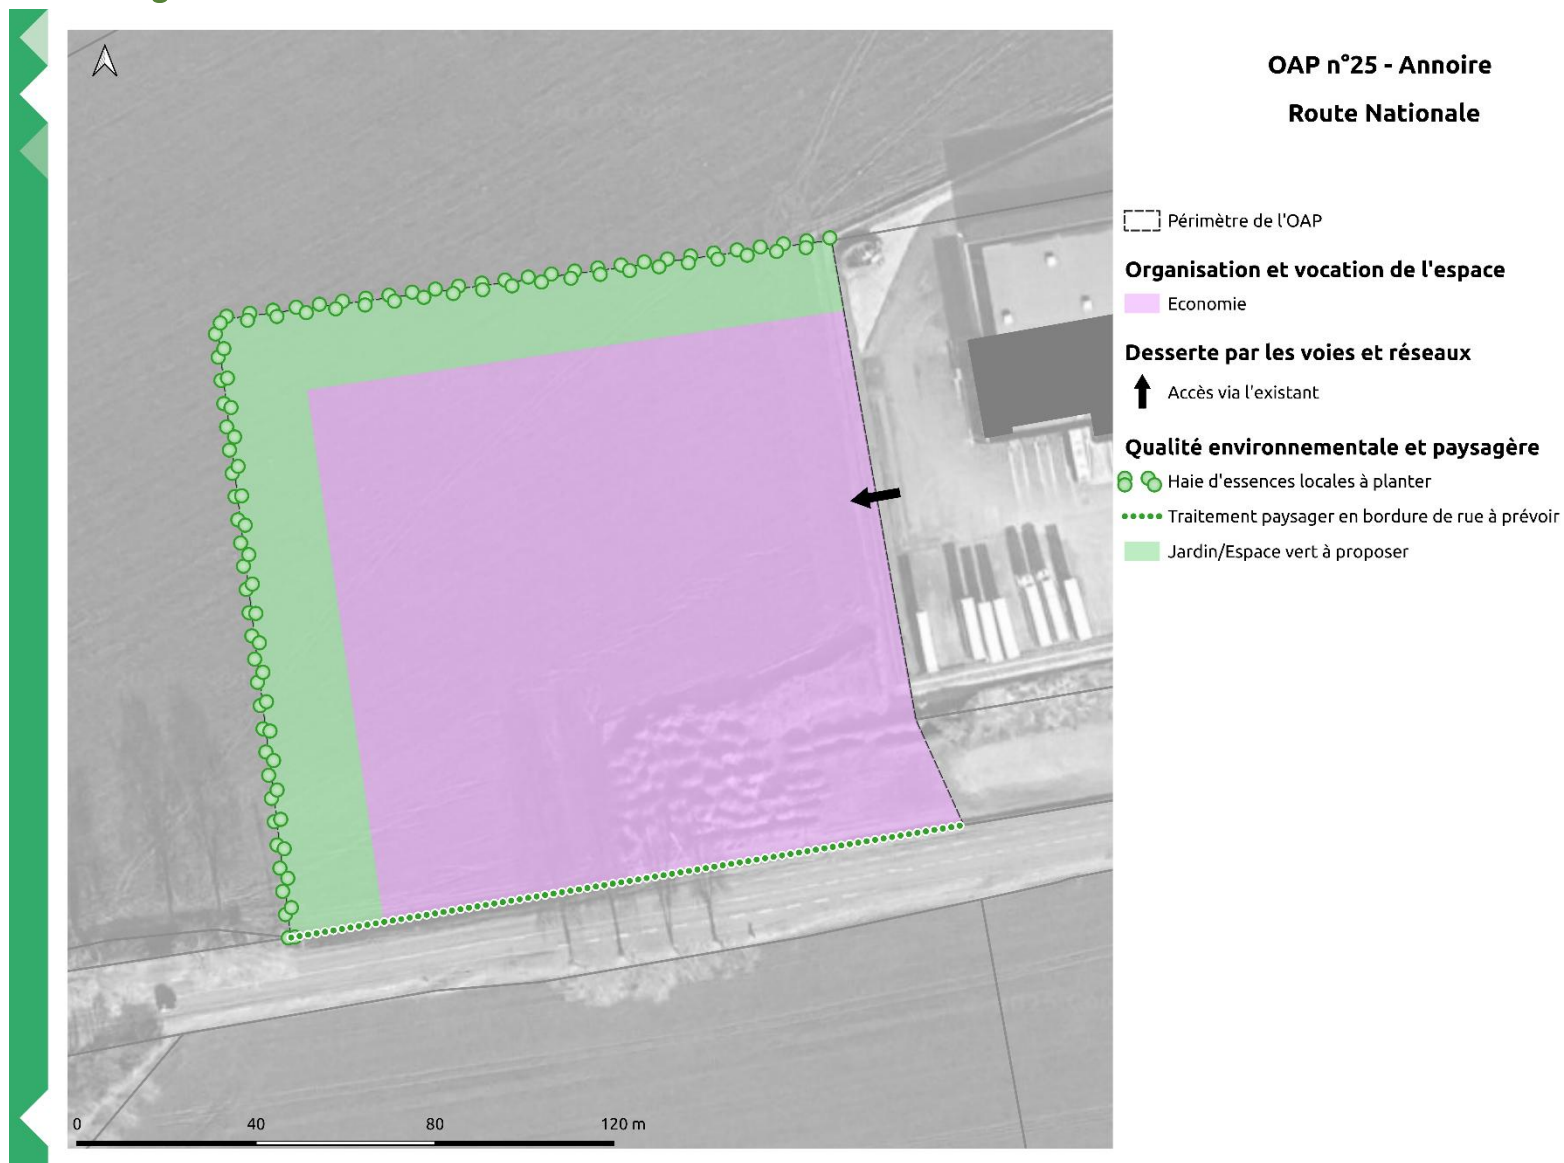 OAP n°25 - Annoire
Route Nationale
Périmètre de l'OAP
Organisation et vocation de l'espace
Economie
Desserte par les voies et réseaux
Accès via l'existant
Qualité environnementale et paysagère
Haie d'essences locales à planter
Traitement paysager en bordure de rue à prévoir
Jardin/Espace vert à proposer
0 40 80 120 m